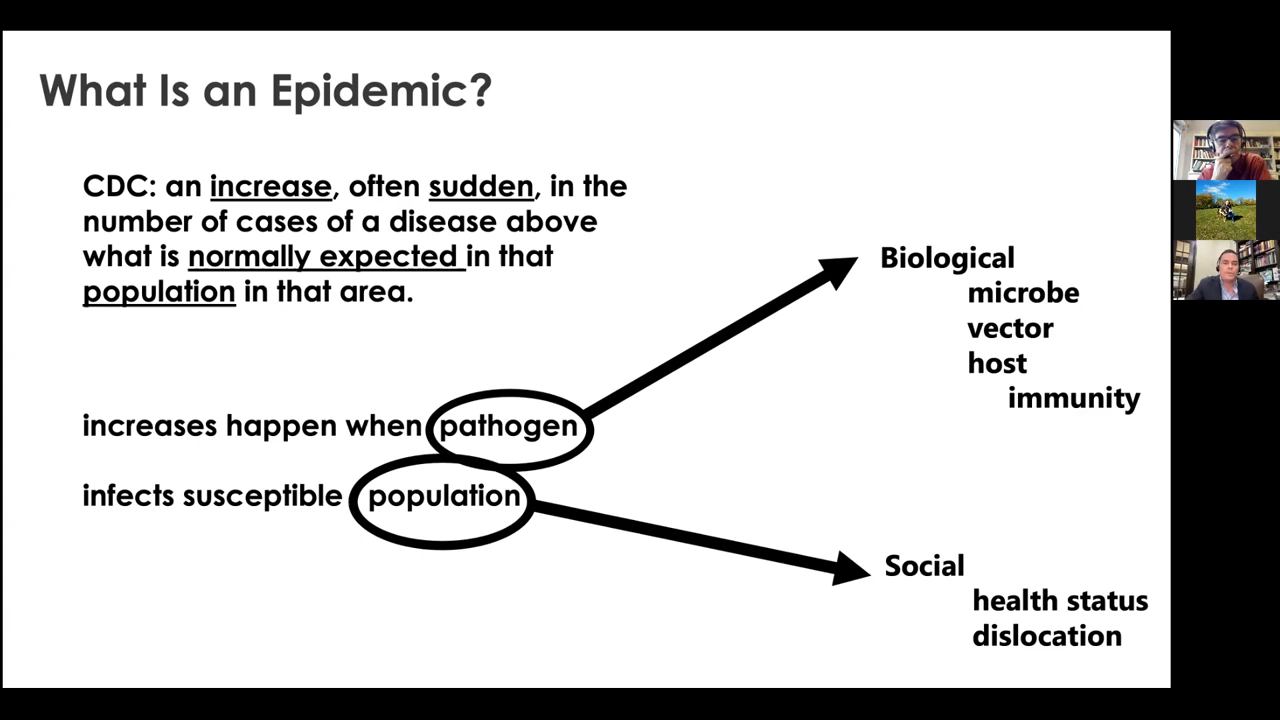 What Is an Epidemic?
CDC: an increase, often sudden, in the
number of cases of a disease above
what is normally expected in that
population in that area.
increases happen when pathogen
infects susceptible population
Biological
microbe
vector
host
immunity
Social
health status
dislocation